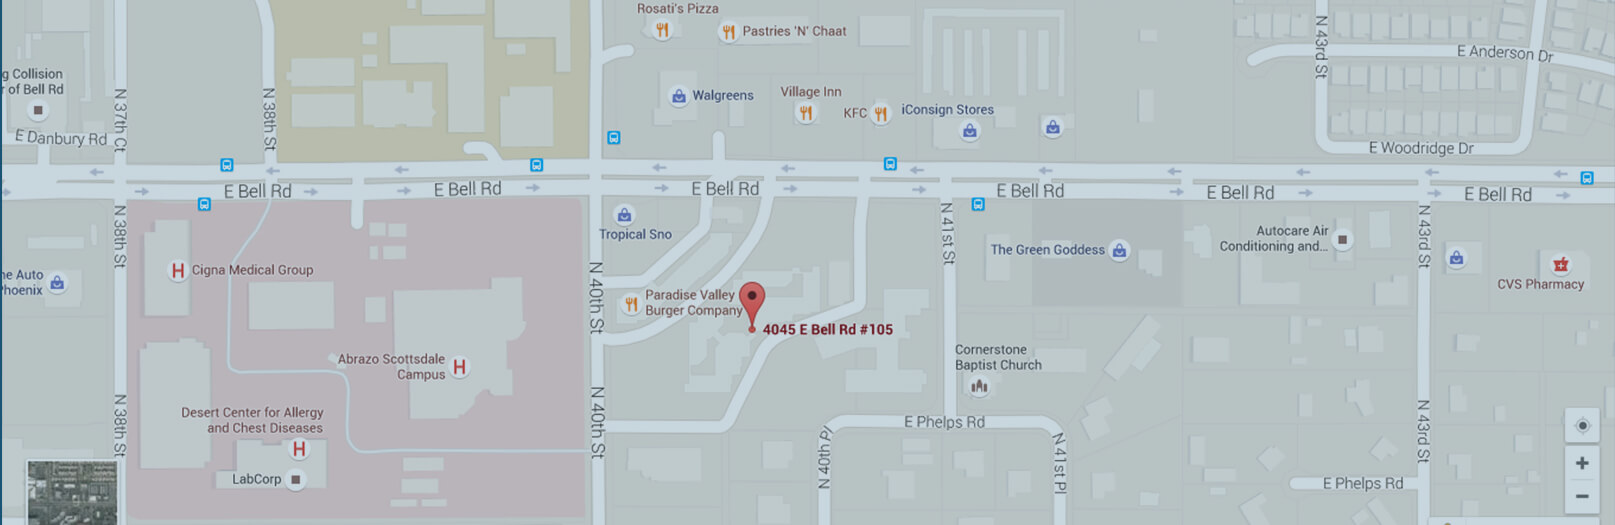 Rosati's Pizza
Pastries 'N' Chaat
N 43rd St
E Anderson Dr
g Collision
r of Bell Rd
Walgreens
Village Inn
KFC
iConsign Stores
N 37th Ct
N 38th St
E Danbury Rd
E Woodridge Dr
E Bell Rd
E Bell Rd
E Bell Rd
E Bell Rd
E Bell Rd
E Bell Rd
N 38th St
Tropical Sno
N 41st St
The Green Goddess
Autocare Air
Conditioning and...
N 43rd St
H
Cigna Medical Group
ne Auto
Phoenix
N 40th St
Paradise Valley
Burger Company
4045 E Bell Rd #105
CVS Pharmacy
Abrazo Scottsdale
Campus
H
Cornerstone
Baptist Church
Desert Center for Allergy
and Chest Diseases
H
LabCorp
N 38th St
N 40th St
E Phelps Rd
N 40th Pl
N 41st Pl
N 43rd St
E Phelps Rd
+
−